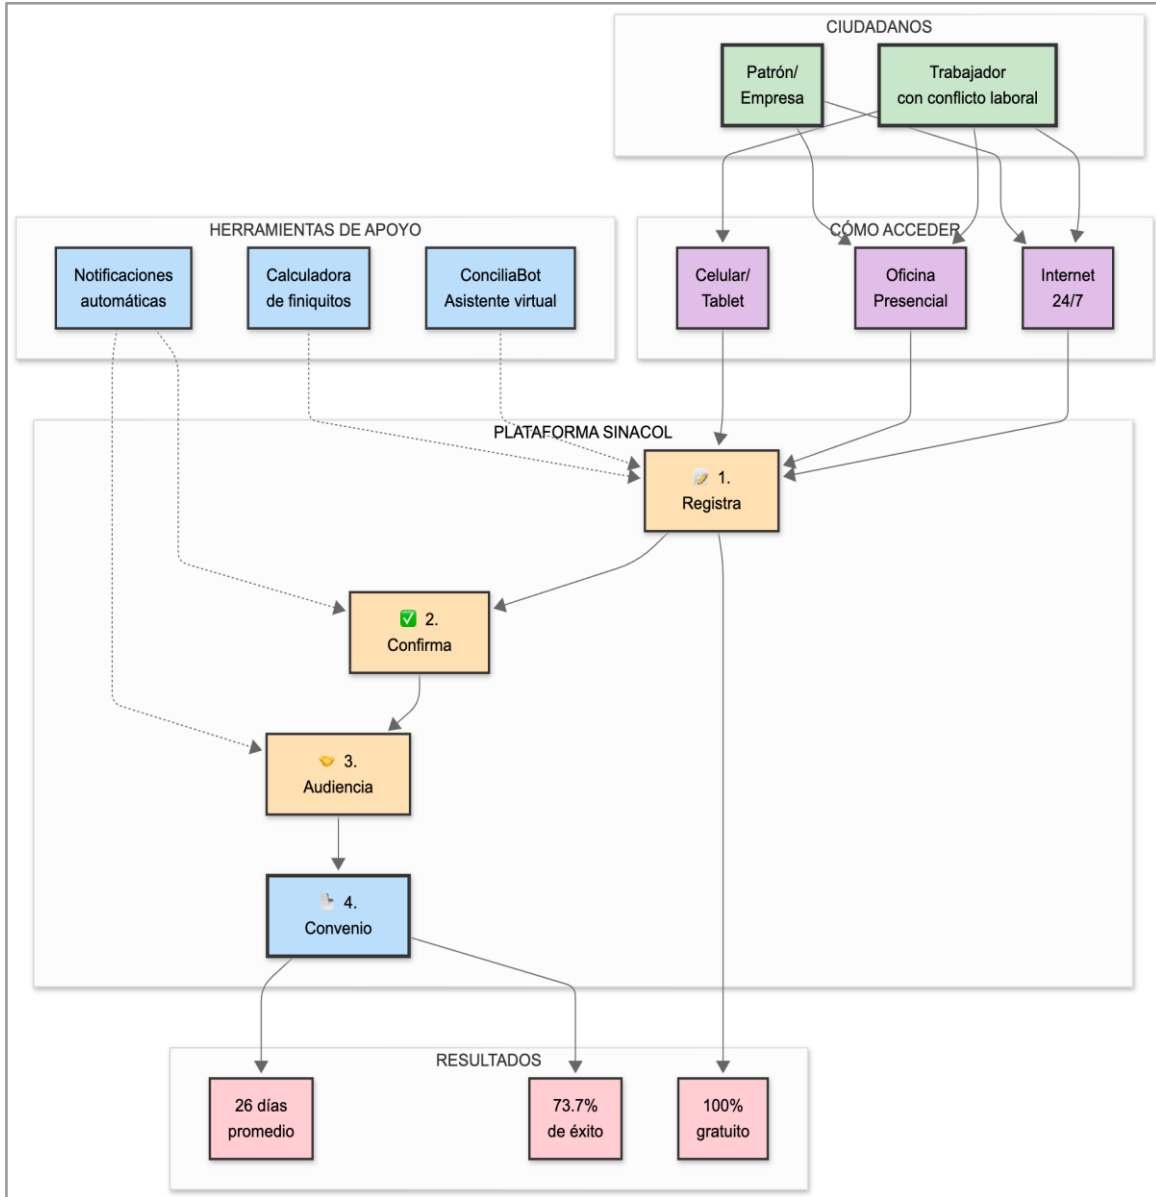 CIUDADANOS
Patrón/
Empresa
Trabajador
con conflicto laboral
HERRAMIENTAS DE APOYO
Notificaciones
automáticas
Calculadora
de finiquitos
ConciliaBot
Asistente virtual
CÓMO ACCEDER
Celular/
Tablet
Oficina
Presencial
Internet
24/7
PLATAFORMA SINACOL
📝 1.
Registra
✅ 2.
Confirma
🤝 3.
Audiencia
📄 4.
Convenio
RESULTADOS
26 días
promedio
73.7%
de éxito
100%
gratuito